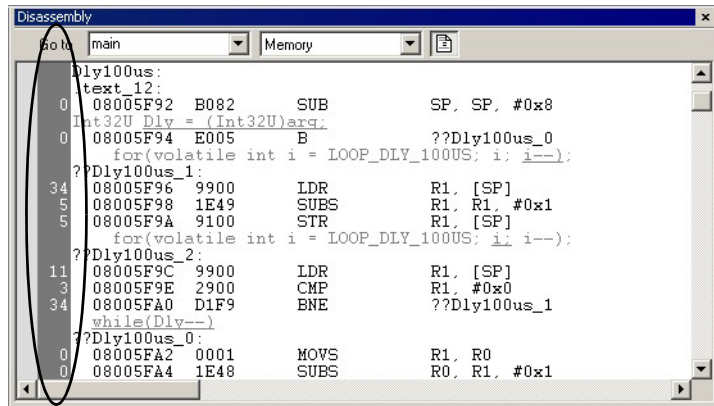 Disassembly
Go to main Memory
Dly100us:
.text_12:
0 08005F92 B082 SUB SP, SP, #0x8
Int32U Dly = (Int32U)arg;
0 08005F94 E005 B ??Dly100us_0
for(volatile int i = LOOP_DLY_100US; i; i--);
??Dly100us_1:
34 08005F96 9900 LDR R1, [SP]
5 08005F98 1E49 SUBS R1, R1, #0x1
5 08005F9A 9100 STR R1, [SP]
for(volatile int i = LOOP_DLY_100US; i; i--);
??Dly100us_2:
11 08005F9C 9900 LDR R1, [SP]
3 08005F9E 2900 CMP R1, #0x0
34 08005FA0 D1F9 BNE ??Dly100us_1
while(Dly--)
??Dly100us_0:
0 08005FA2 0001 MOVS R1, R0
0 08005FA4 1E48 SUBS R0, R1, #0x1